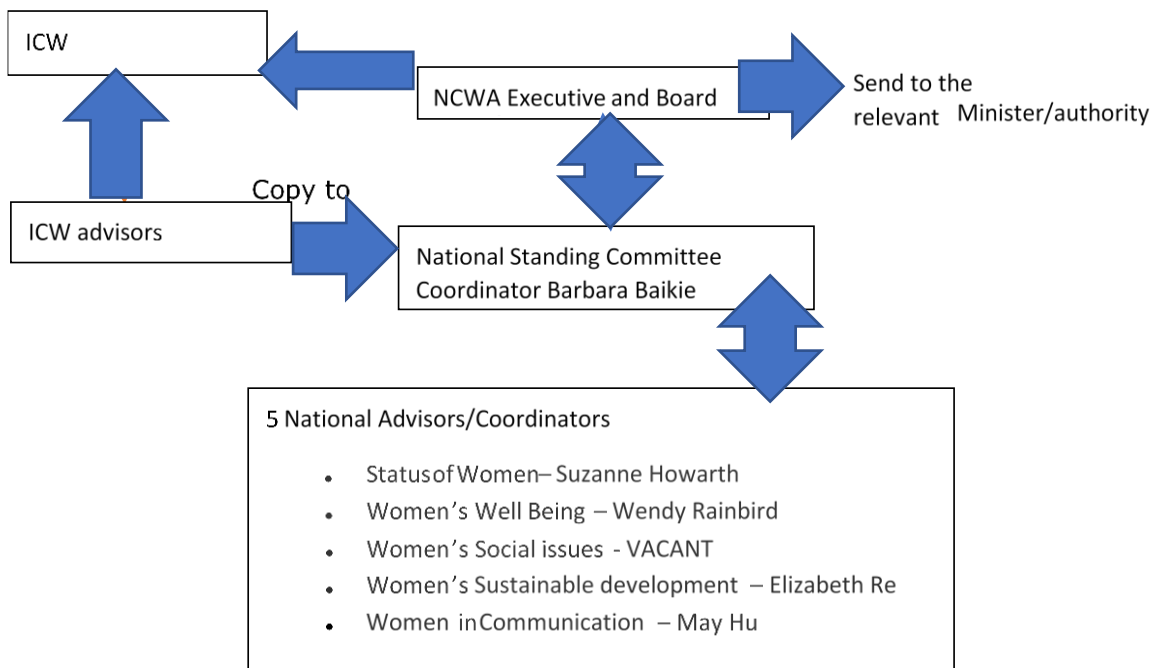 ICW
NCWA Executive and Board
Send to the
relevant Minister/authority
Copy to
ICW advisors
National Standing Committee
Coordinator Barbara Baikie
5 National Advisors/Coordinators
• Status of Women – Suzanne Howarth
• Women’s Well Being – Wendy Rainbird
• Women’s Social issues - VACANT
• Women’s Sustainable development – Elizabeth Re
• Women in Communication – May Hu